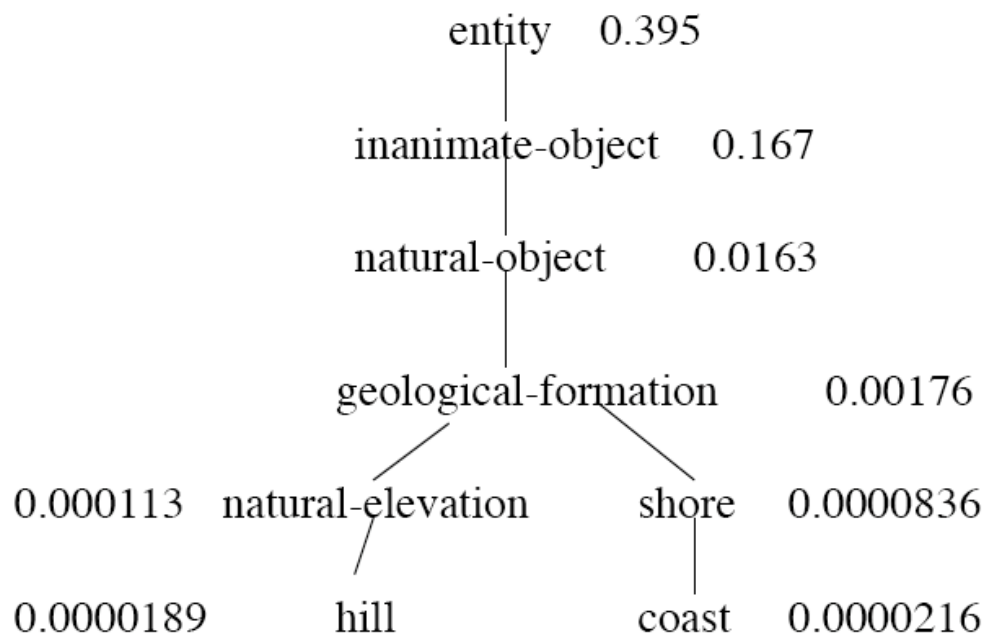 entity 0.395
inanimate-object 0.167
natural-object 0.0163
geological-formation 0.00176
0.000113 natural-elevation shore 0.0000836
0.0000189 hill coast 0.0000216